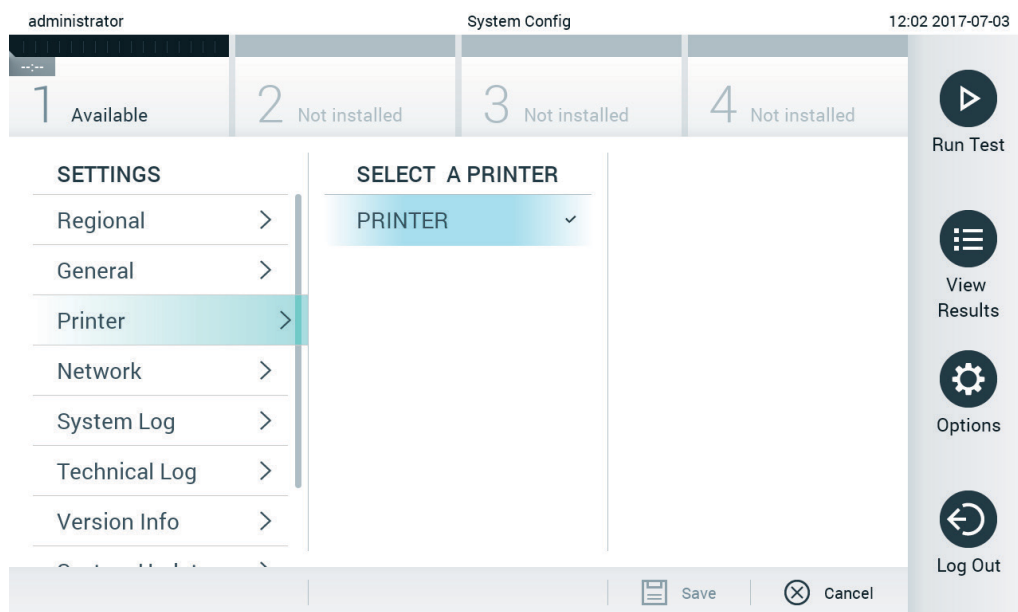 administrator
System Config
12:02 2017-07-03
--:--
1 Available
2 Not installed
3 Not installed
4 Not installed
Run Test
View
Results
Options
Log Out
SETTINGS
Regional
General
Printer
Network
System Log
Technical Log
Version Info
SELECT A PRINTER
PRINTER
Save
Cancel